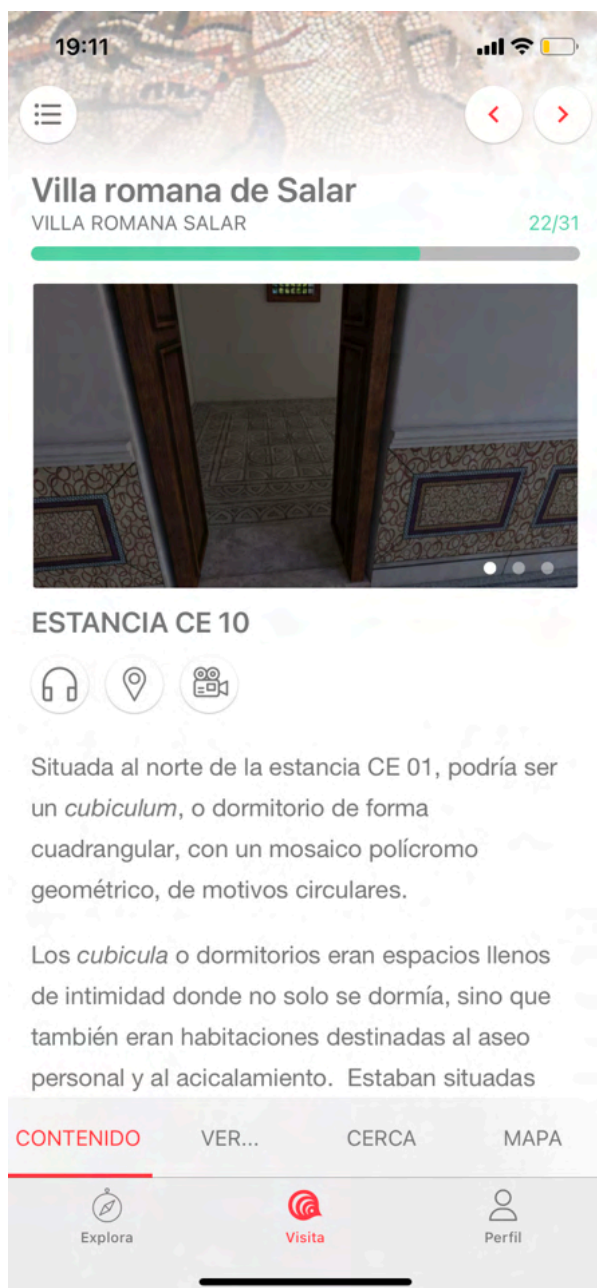 19:11
Villa romana de Salar
VILLA ROMANA SALAR
22/31
ESTANCIA CE 10
Situada al norte de la estancia CE 01, podría ser
un cubiculum, o dormitorio de forma
cuadrangular, con un mosaico polícromo
geométrico, de motivos circulares.
Los cubicula o dormitorios eran espacios llenos
de intimidad donde no solo se dormía, sino que
también eran habitaciones destinadas al aseo
personal y al acicalamiento.  Estaban situadas
CONTENIDO VER... CERCA MAPA
Explora Visita Perfil